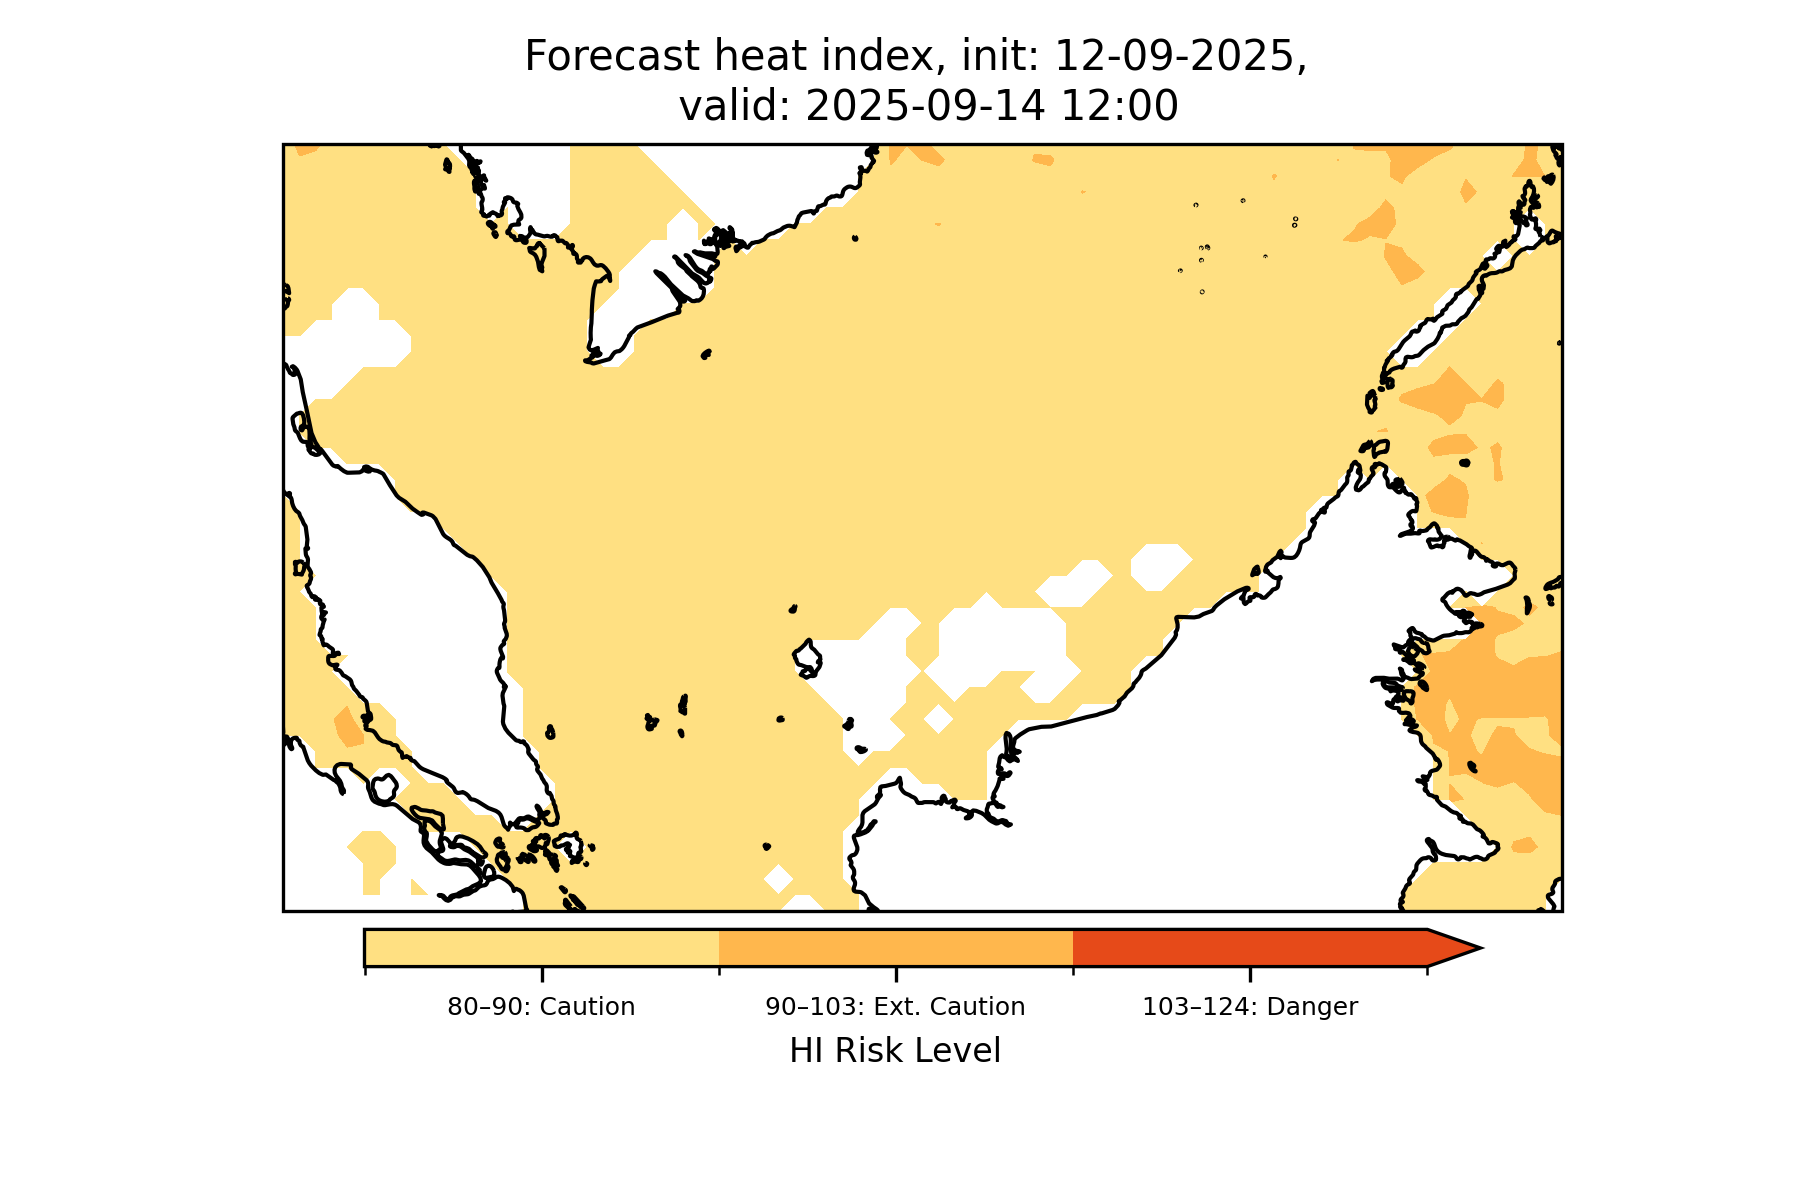 Forecast heat index, init: 12-09-2025,
valid: 2025-09-14 12:00
80–90: Caution
90–103: Ext. Caution
103–124: Danger
HI Risk Level